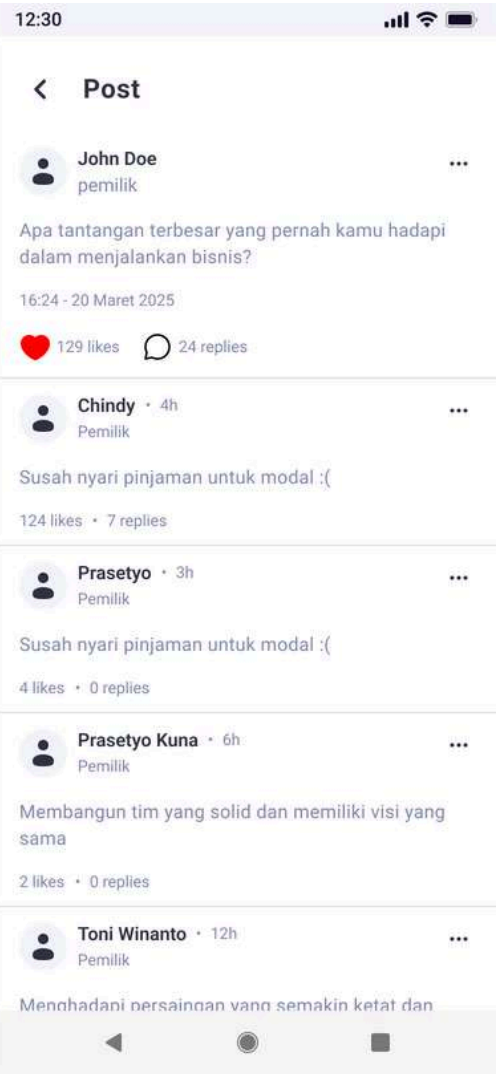 12:30
Post
John Doe
pemilik
Apa tantangan terbesar yang pernah kamu hadapi
dalam menjalankan bisnis?
16:24 - 20 Maret 2025
129 likes 24 replies
Chindy • 4h
Pemilik
Susah nyari pinjaman untuk modal :(
124 likes • 7 replies
Prasetyo • 3h
Pemilik
Susah nyari pinjaman untuk modal :(
4 likes • 0 replies
Prasetyo Kuna • 6h
Pemilik
Membangun tim yang solid dan memiliki visi yang
sama
2 likes • 0 replies
Toni Winanto • 12h
Pemilik
Menghadapi persaingan yang semakin ketat dan